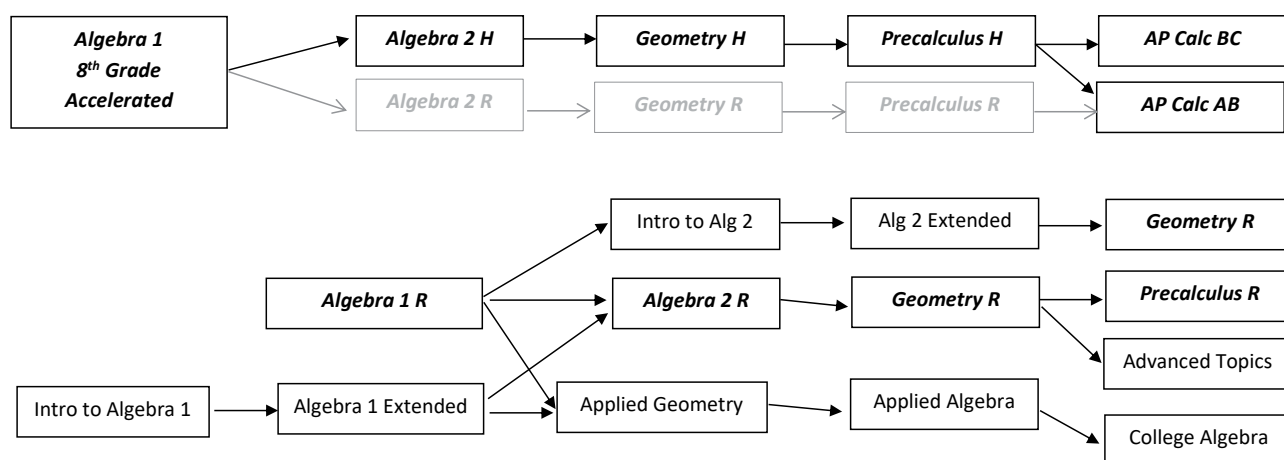 Algebra 1
8th Grade
Accelerated
Algebra 2 H
Geometry H
Precalculus H
AP Calc BC
Algebra 2 R
Geometry R
Precalculus R
AP Calc AB
Intro to Alg 2
Alg 2 Extended
Geometry R
Algebra 1 R
Algebra 2 R
Geometry R
Precalculus R
Advanced Topics
Intro to Algebra 1
Algebra 1 Extended
Applied Geometry
Applied Algebra
College Algebra